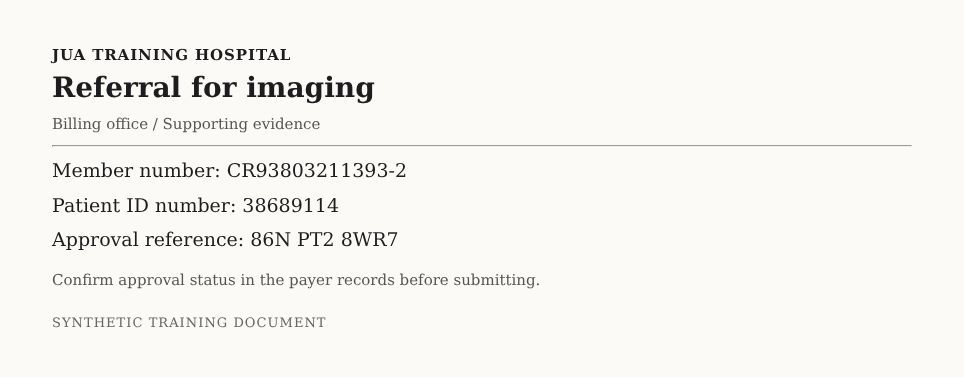 JUA TRAINING HOSPITAL
Referral for imaging
Billing office / Supporting evidence
Member number: CR93803211393-2
Patient ID number: 38689114
Approval reference: 86N PT2 8WR7
Confirm approval status in the payer records before submitting.
SYNTHETIC TRAINING DOCUMENT